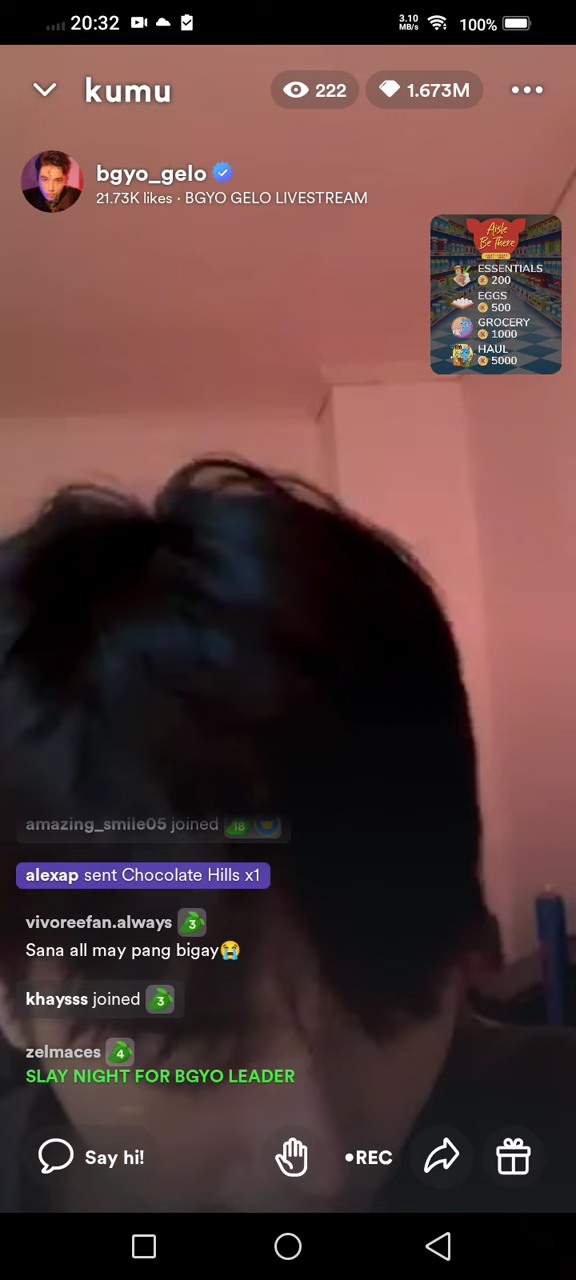 20:32
3.10
MB/s
100%
kumu
222
1.673M
bgyo_gelo
21.73K likes · BGYO GELO LIVESTREAM
Aisle
Be There
ESSENTIALS
200
EGGS
500
GROCERY
1000
HAUL
5000
amazing_smile05 joined 18
alexap sent Chocolate Hills x1
vivoreefan.always 3
Sana all may pang bigay😭
khaysss joined 3
zelmaces 4
SLAY NIGHT FOR BGYO LEADER
Say hi!
•REC